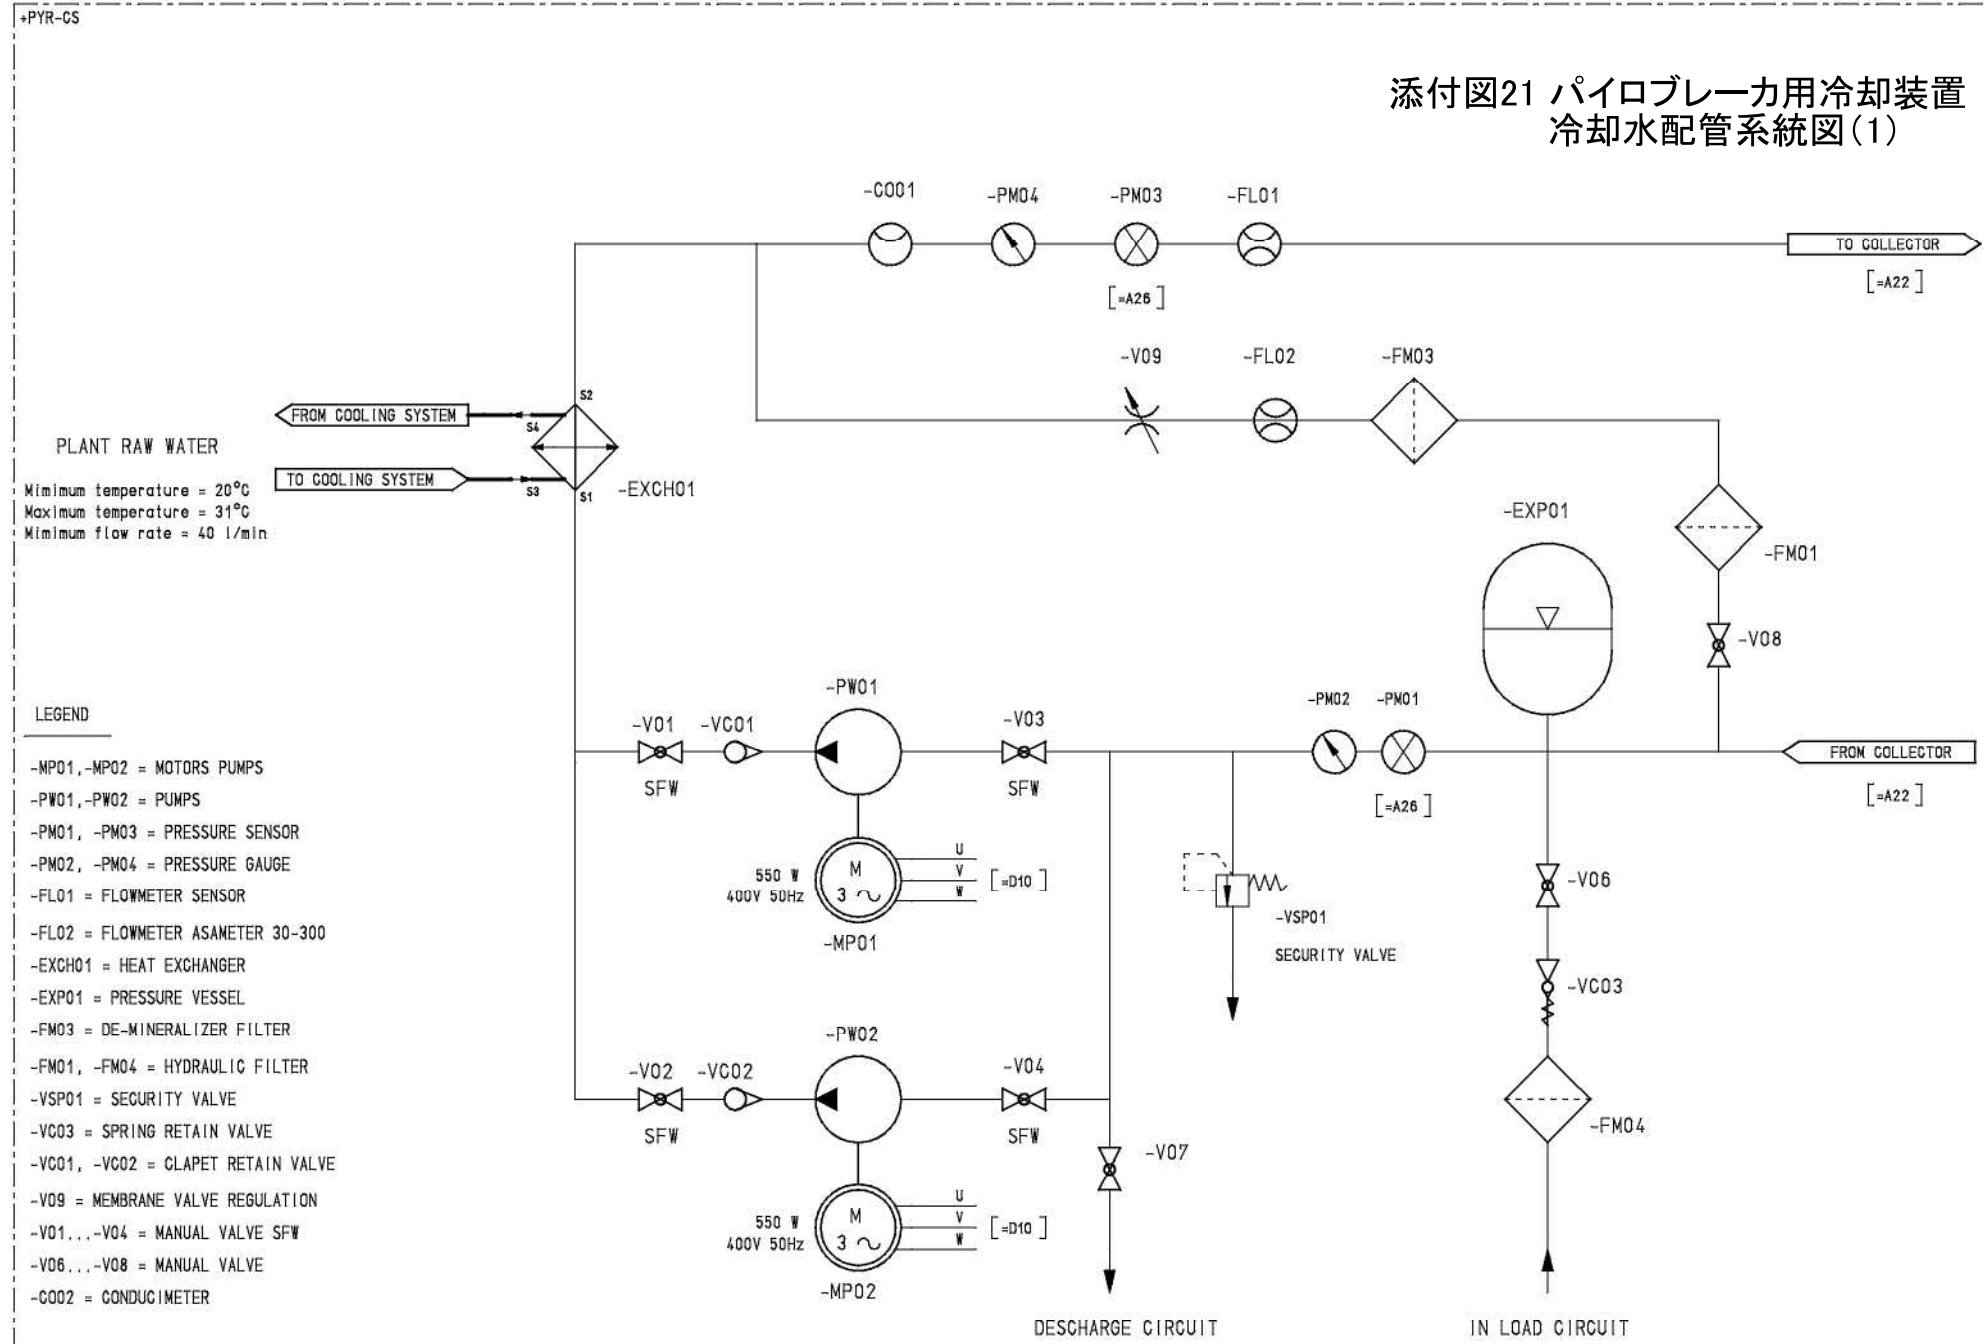 +PYR-CS
添付図21 パイロブレーカ用冷却装置
冷却水配管系統図(1)
-CO01
-PM04
-PM03
-FL01
TO COLLECTOR
[=A26]
[=A22]
-V09
-FL02
-FM03
S2
FROM COOLING SYSTEM
S4
PLANT RAW WATER
TO COOLING SYSTEM
S3
S1
-EXCH01
Mimimum temperature = 20°C
Maximum temperature = 31°C
Mimimum flow rate = 40 l/min
-EXP01
-FM01
-V08
LEGEND
-PW01
-PM02
-PM01
-V01
-VC01
-V03
FROM COLLECTOR
SFW
SFW
[=A26]
[=A22]
-MP01,-MP02 = MOTORS PUMPS
-PW01,-PW02 = PUMPS
-PM01, -PM03 = PRESSURE SENSOR
-PM02, -PM04 = PRESSURE GAUGE
-FL01 = FLOWMETER SENSOR
-FL02 = FLOWMETER ASAMETER 30-300
-EXCH01 = HEAT EXCHANGER
-EXP01 = PRESSURE VESSEL
-FM03 = DE-MINERALIZER FILTER
-FM01, -FM04 = HYDRAULIC FILTER
-VSP01 = SECURITY VALVE
-VC03 = SPRING RETAIN VALVE
-VC01, -VC02 = CLAPET RETAIN VALVE
-V09 = MEMBRANE VALVE REGULATION
-V01...-V04 = MANUAL VALVE SFW
-V06...-V08 = MANUAL VALVE
-CO02 = CONDUCIMETER
550 W
400V 50Hz
M
3
U
V
W
[=D10]
-MP01
-VSP01
SECURITY VALVE
-V06
-VC03
-PW02
-V02
-VC02
-V04
SFW
SFW
-FM04
-V07
550 W
400V 50Hz
M
3
U
V
W
[=D10]
-MP02
DESCHARGE CIRCUIT
IN LOAD CIRCUIT